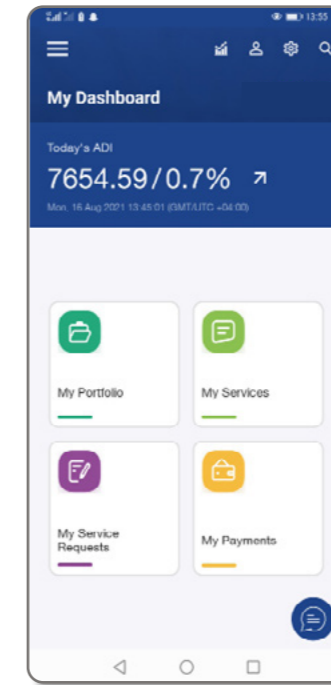 13:55
My Dashboard
Today's ADI
7654.59/0.7%
Mon, 16 Aug 2021 13:45:01 (GMT/UTC +04:00)
My Portfolio
My Services
My Service
Requests
My Payments